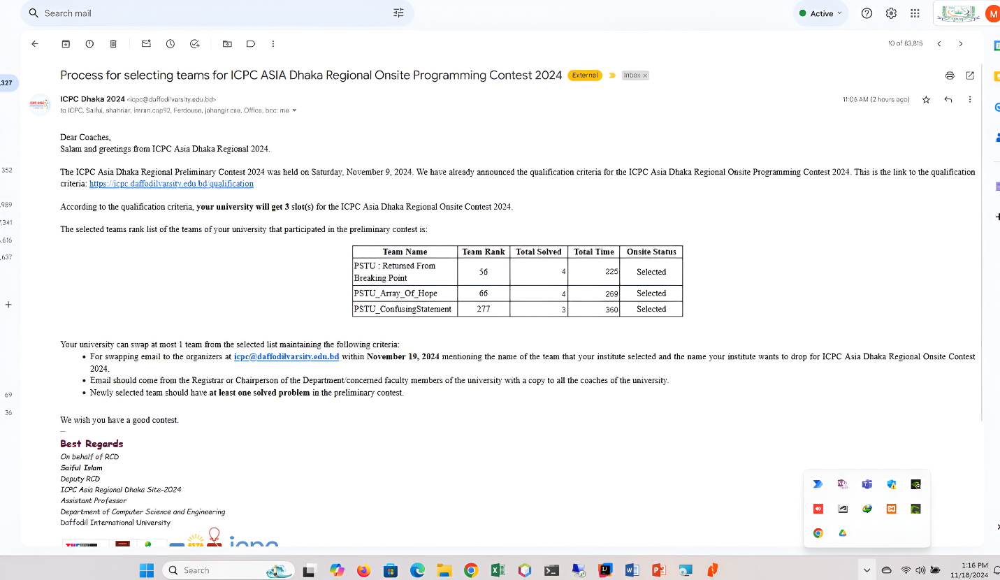 Search mail
Active
M
10 of 83,815
Process for selecting teams for ICPC ASIA Dhaka Regional Onsite Programming Contest 2024 External Inbox x
,327
ICPC Dhaka 2024 <icpc@daffodilvarsity.edu.bd>
11:06 AM (2 hours ago)
to ICPC, Saiful, shahriar, imran.cap92, Ferdouse, jahangir.cse, Office, bcc: me
Dear Coaches,
Salam and greetings from ICPC Asia Dhaka Regional 2024.
352
The ICPC Asia Dhaka Regional Preliminary Contest 2024 was held on Saturday, November 9, 2024. We have already announced the qualification criteria for the ICPC Asia Dhaka Regional Onsite Programming Contest 2024. This is the link to the qualification
criteria: https://icpc.daffodilvarsity.edu.bd/qualification
,989
According to the qualification criteria, your university will get 3 slot(s) for the ICPC Asia Dhaka Regional Onsite Contest 2024.
,341
The selected teams rank list of the teams of your university that participated in the preliminary contest is:
,616
,637
Team Name Team Rank Total Solved Total Time Onsite Status
PSTU : Returned From
Breaking Point 56 4 225 Selected
PSTU_Array_Of_Hope 66 4 269 Selected
PSTU_ConfusingStatement 277 3 360 Selected
Your university can swap at most 1 team from the selected list maintaining the following criteria:
• For swapping email to the organizers at icpc@daffodilvarsity.edu.bd within November 19, 2024 mentioning the name of the team that your institute selected and the name your institute wants to drop for ICPC Asia Dhaka Regional Onsite Contest
2024.
• Email should come from the Registrar or Chairperson of the Department/concerned faculty members of the university with a copy to all the coaches of the university.
• Newly selected team should have at least one solved problem in the preliminary contest.
69
36
We wish you have a good contest.
--
Best Regards
On behalf of RCD
Saiful Islam
Deputy RCD
ICPC Asia Regional Dhaka Site-2024
Assistant Professor
Department of Computer Science and Engineering
Daffodil International University
icpc
Search
1:16 PM
11/18/2024